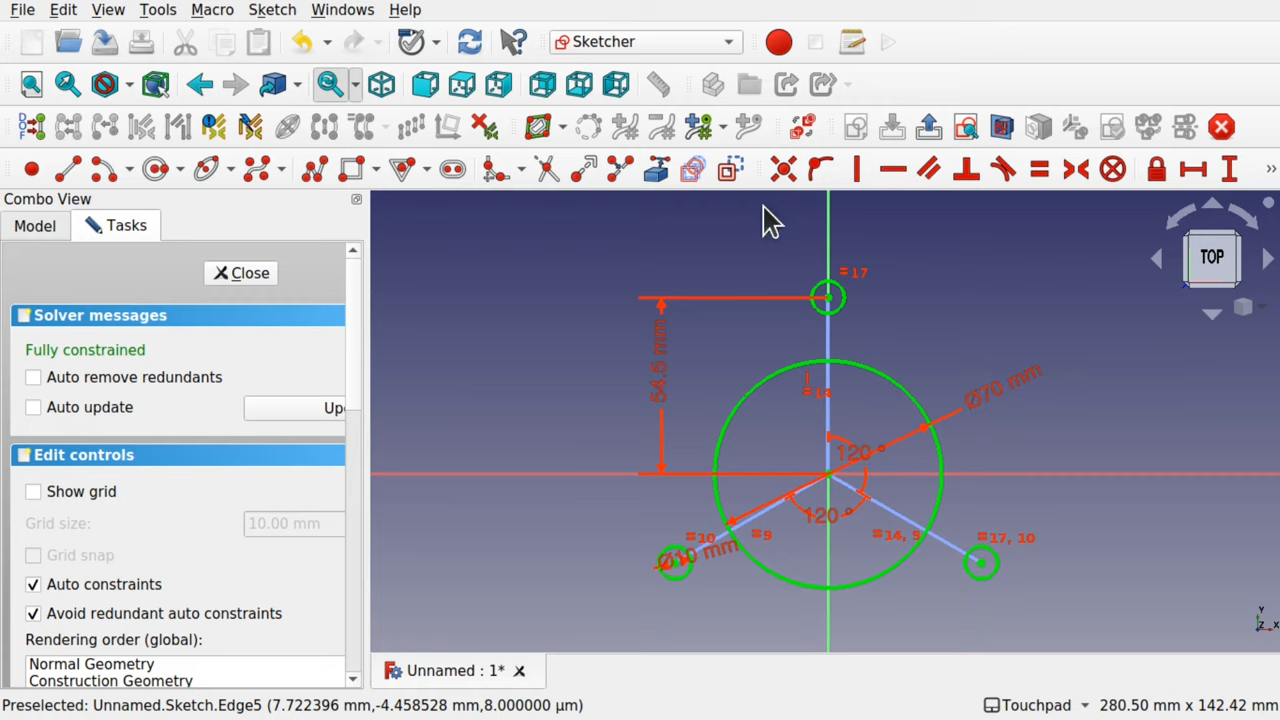 File Edit View Tools Macro Sketch Windows Help
Sketcher
DoF
»
Combo View
Model Tasks
Close
Solver messages
Fully constrained
Auto remove redundants
Auto update Up
Edit controls
Show grid
Grid size: 10.00 mm
Grid snap
Auto constraints
Avoid redundant auto constraints
Rendering order (global):
Normal Geometry
Construction Geometry
TOP
=17
54.5 mm
Ø70 mm
=14
120 °
120 °
=10 =9 =14, 9 =17, 10
Ø10 mm
Y
Z X
Unnamed : 1*
Preselected: Unnamed.Sketch.Edge5 (7.722396 mm,-4.458528 mm,8.000000 µm) Touchpad 280.50 mm x 142.42 mm